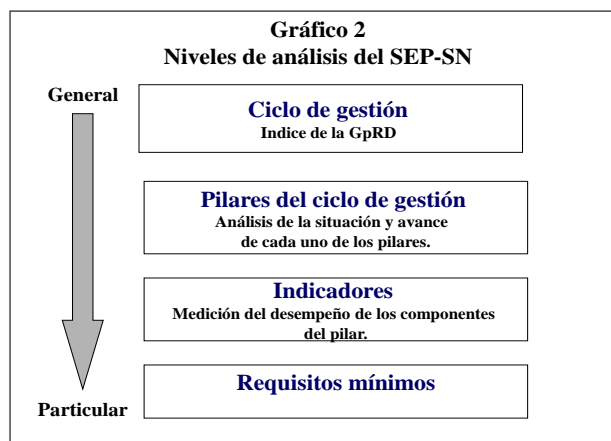 Gráfico 2
Niveles de análisis del SEP-SN
General
Ciclo de gestión
Indice de la GpRD
Pilares del ciclo de gestión
Análisis de la situación y avance
de cada uno de los pilares.
Indicadores
Medición del desempeño de los componentes
del pilar.
Requisitos mínimos
Particular